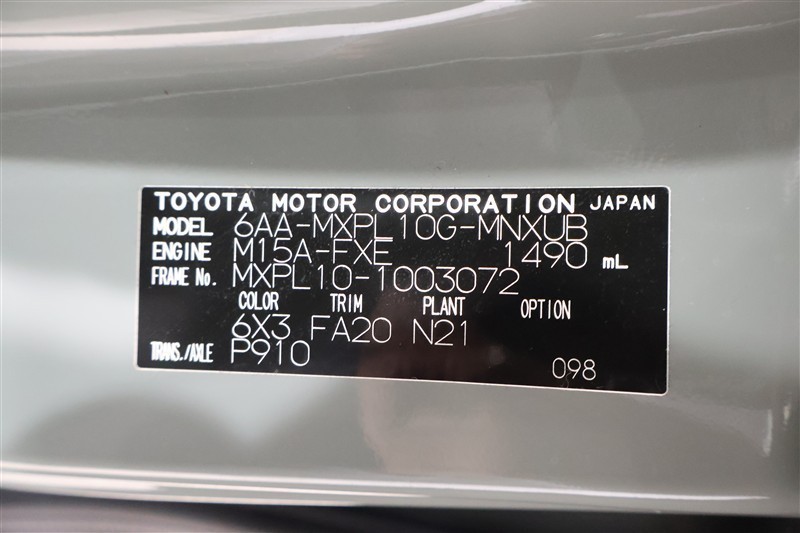 TOYOTA MOTOR CORPORATION JAPAN
MODEL 6AA-MXPL10G-MNXUB
ENGINE M15A-FXE 1490 mL
FRAME No. MXPL10-1003072
COLOR TRIM PLANT OPTION
6X3 FA20 N21
TRANS./AXLE P910 098